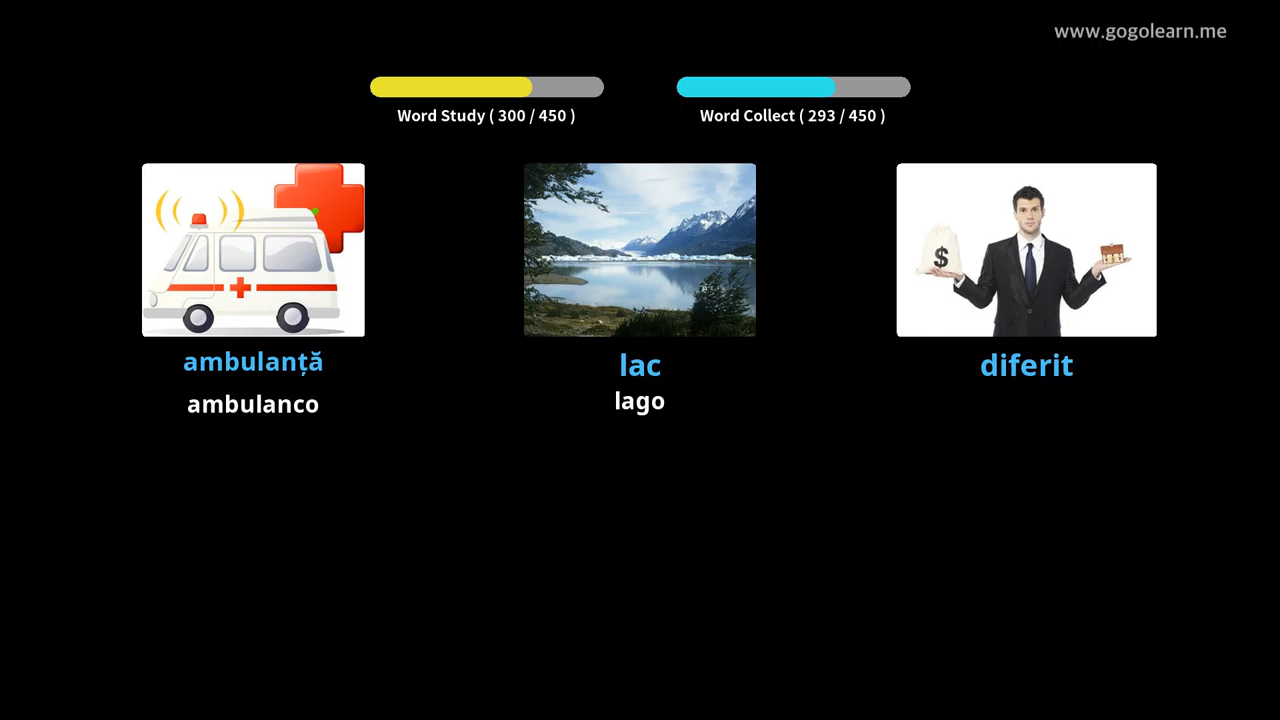 www.gogolearn.me
Word Study ( 300 / 450 )
Word Collect ( 293 / 450 )
$
ambulanță
lac
diferit
ambulanco
lago